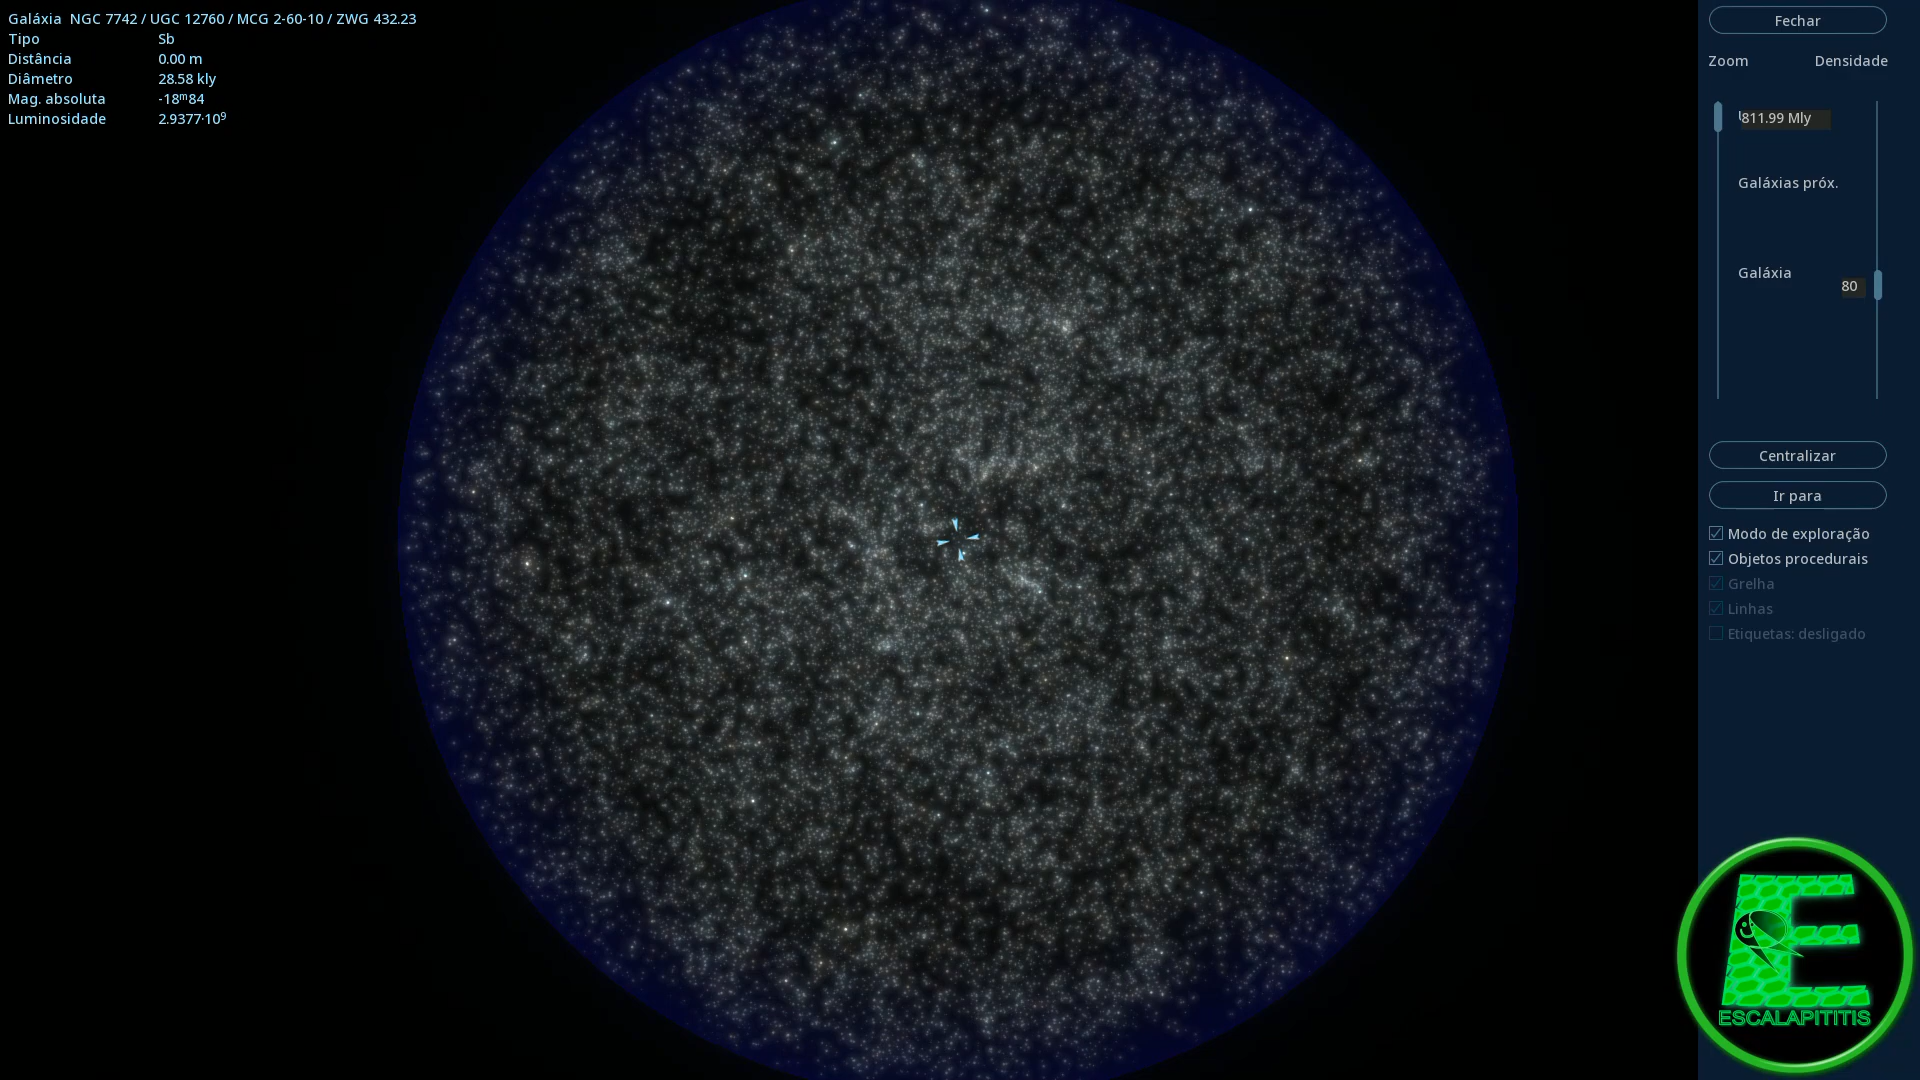 Galáxia NGC 7742 / UGC 12760 / MCG 2-60-10 / ZWG 432.23
Tipo Sb
Distância 0.00 m
Diâmetro 28.58 kly
Mag. absoluta -18ᵐ84
Luminosidade 2.9377·10⁹
Fechar
Zoom Densidade
811.99 Mly
Galáxias próx.
Galáxia
80
Centralizar
Ir para
Modo de exploração
Objetos procedurais
Grelha
Linhas
Etiquetas: desligado
E
ESCALAPITITIS